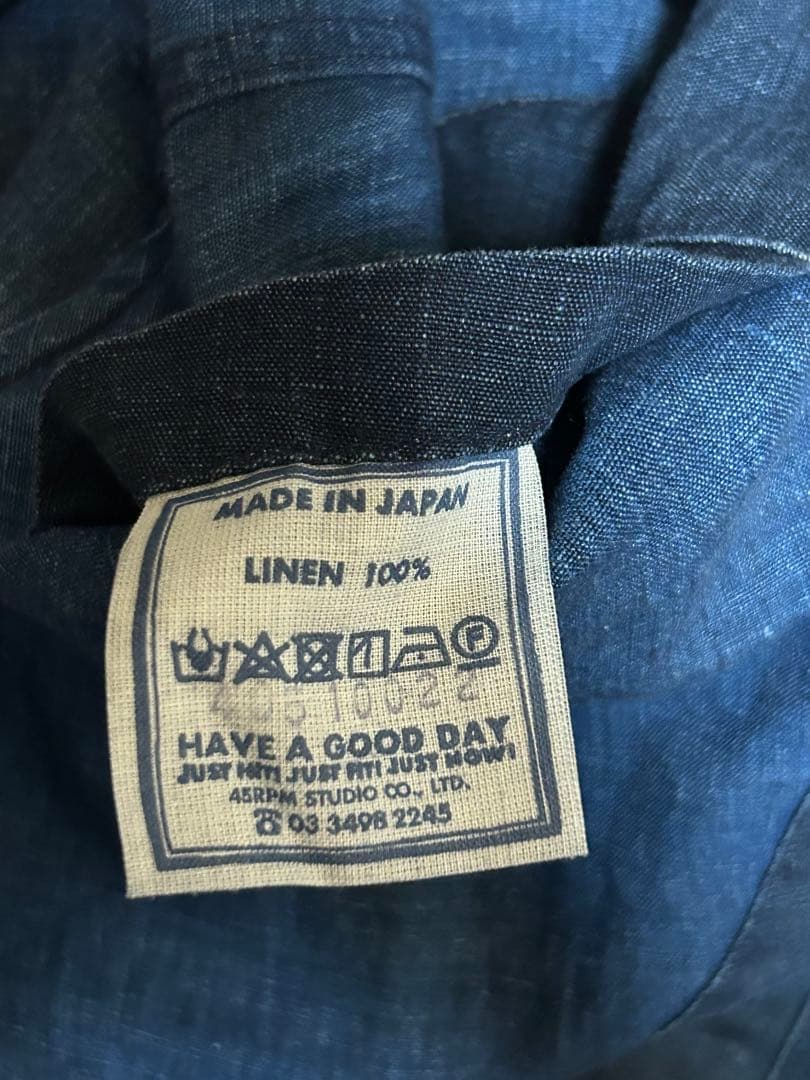 MADE IN JAPAN
LINEN 100%
F
HAVE A GOOD DAY
JUST HIT! JUST FIT! JUST NOW!
45RPM STUDIO CO., LTD.
☎ 03 3498 2245